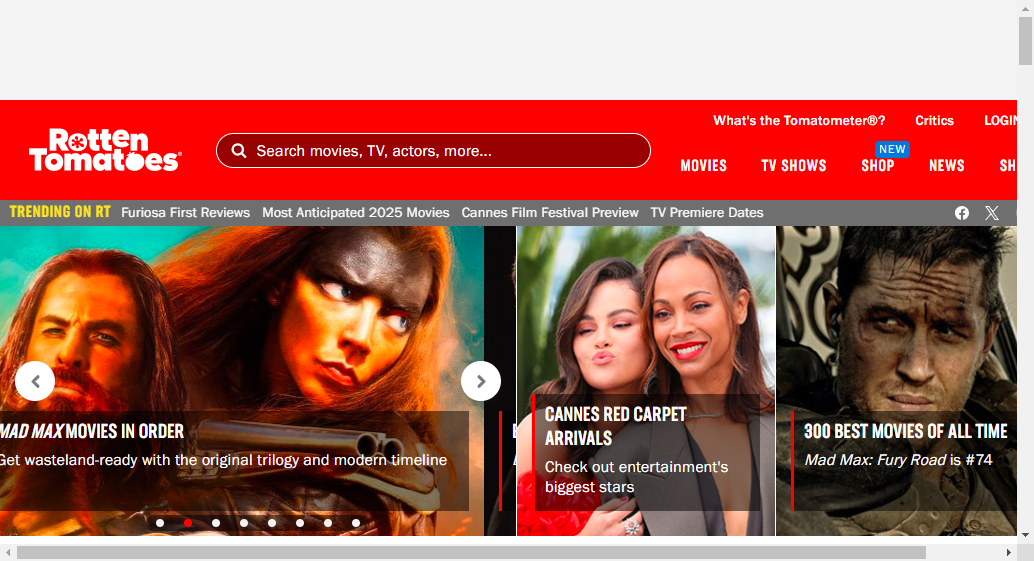 What's the Tomatometer®?
Critics
LOGIN
Rotten
Tomatoes®
Search movies, TV, actors, more...
NEW
MOVIES
TV SHOWS
SHOP
NEWS
SH
TRENDING ON RT
Furiosa First Reviews
Most Anticipated 2025 Movies
Cannes Film Festival Preview
TV Premiere Dates
MAD MAX MOVIES IN ORDER
Get wasteland-ready with the original trilogy and modern timeline
CANNES RED CARPET
ARRIVALS
Check out entertainment's
biggest stars
300 BEST MOVIES OF ALL TIME
Mad Max: Fury Road is #74